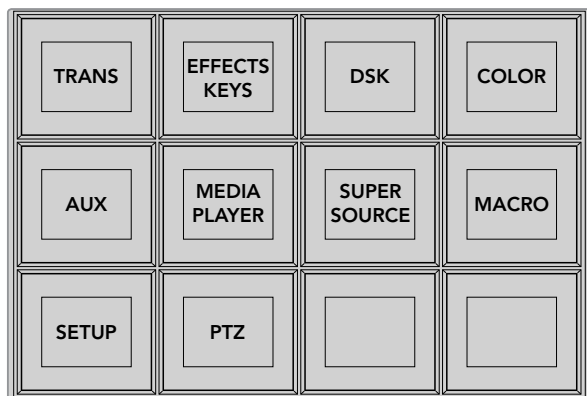 TRANS
EFFECTS
KEYS
DSK
COLOR
AUX
MEDIA
PLAYER
SUPER
SOURCE
MACRO
SETUP
PTZ